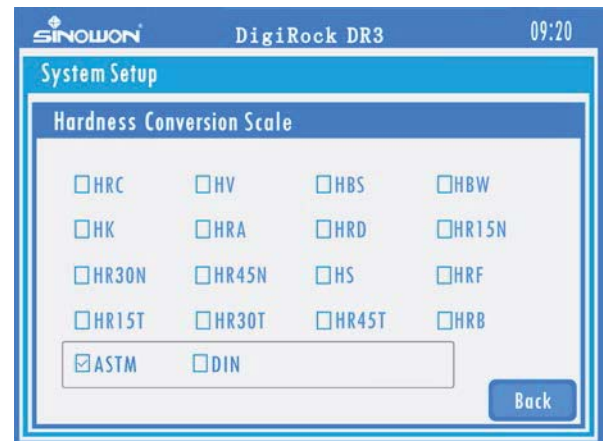 SINOWON DigiRock DR3 09:20
System Setup
Hardness Conversion Scale
HRC HV HBS HBW
HK HRA HRD HR15N
HR30N HR45N HS HRF
HR15T HR30T HR45T HRB
ASTM DIN
Back